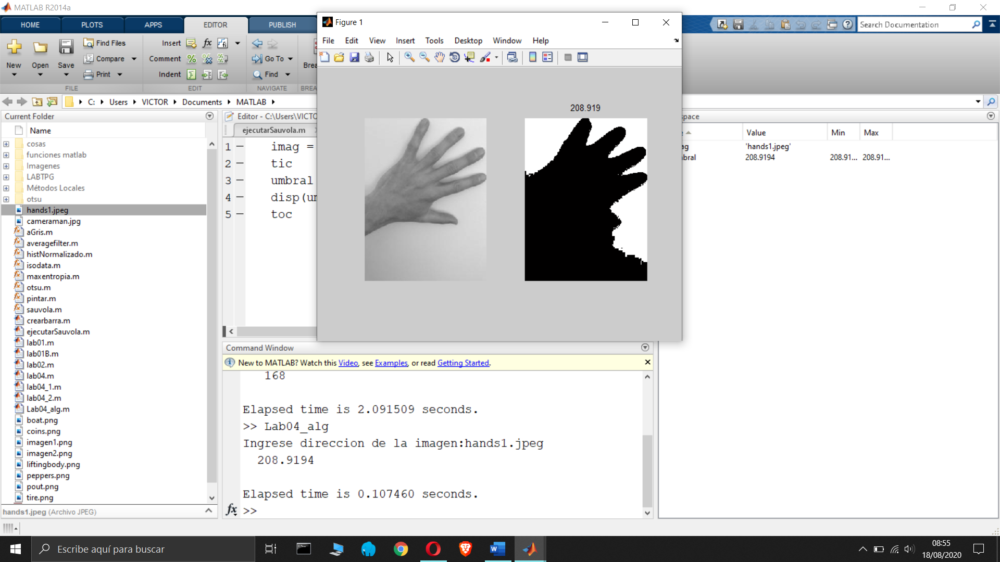 MATLAB R2014a
HOME
PLOTS
APPS
EDITOR
PUBLISH
Search Documentation
New
Open
Save
Find Files
Compare
Print
FILE
Insert
Comment
Indent
EDIT
Go To
Find
NAVIGATE
BREA
C: Users VICTOR Documents MATLAB
Current Folder
Name
cosas
funciones matlab
Imagenes
LABTPG
Métodos Locales
otsu
hands1.jpeg
cameraman.jpg
aGris.m
averagefilter.m
histNormalizado.m
isodata.m
maxentropia.m
otsu.m
pintar.m
sauvola.m
crearbarra.m
ejecutarSauvola.m
lab01.m
lab01B.m
lab02.m
lab04.m
lab04_1.m
lab04_2.m
Lab04_alg.m
boat.png
coins.png
imagen1.png
imagen2.png
liftingbody.png
peppers.png
pout.png
tire.png
hands1.jpeg (Archivo JPEG)
Editor - C:\Users\VICTO
ejecutarSauvola.m
1 imag =
2 tic
3 umbral
4 disp(um
5 toc
Figure 1
File Edit View Insert Tools Desktop Window Help
208.919
Command Window
New to MATLAB? Watch this Video, see Examples, or read Getting Started.
168
Elapsed time is 2.091509 seconds.
>> Lab04_alg
Ingrese direccion de la imagen:hands1.jpeg
208.9194
Elapsed time is 0.107460 seconds.
fx >>
pace
Value Min Max
ag 'hands1.jpeg'
bral 208.9194 208.91... 208.91...
Escribe aquí para buscar
08:55
18/08/2020